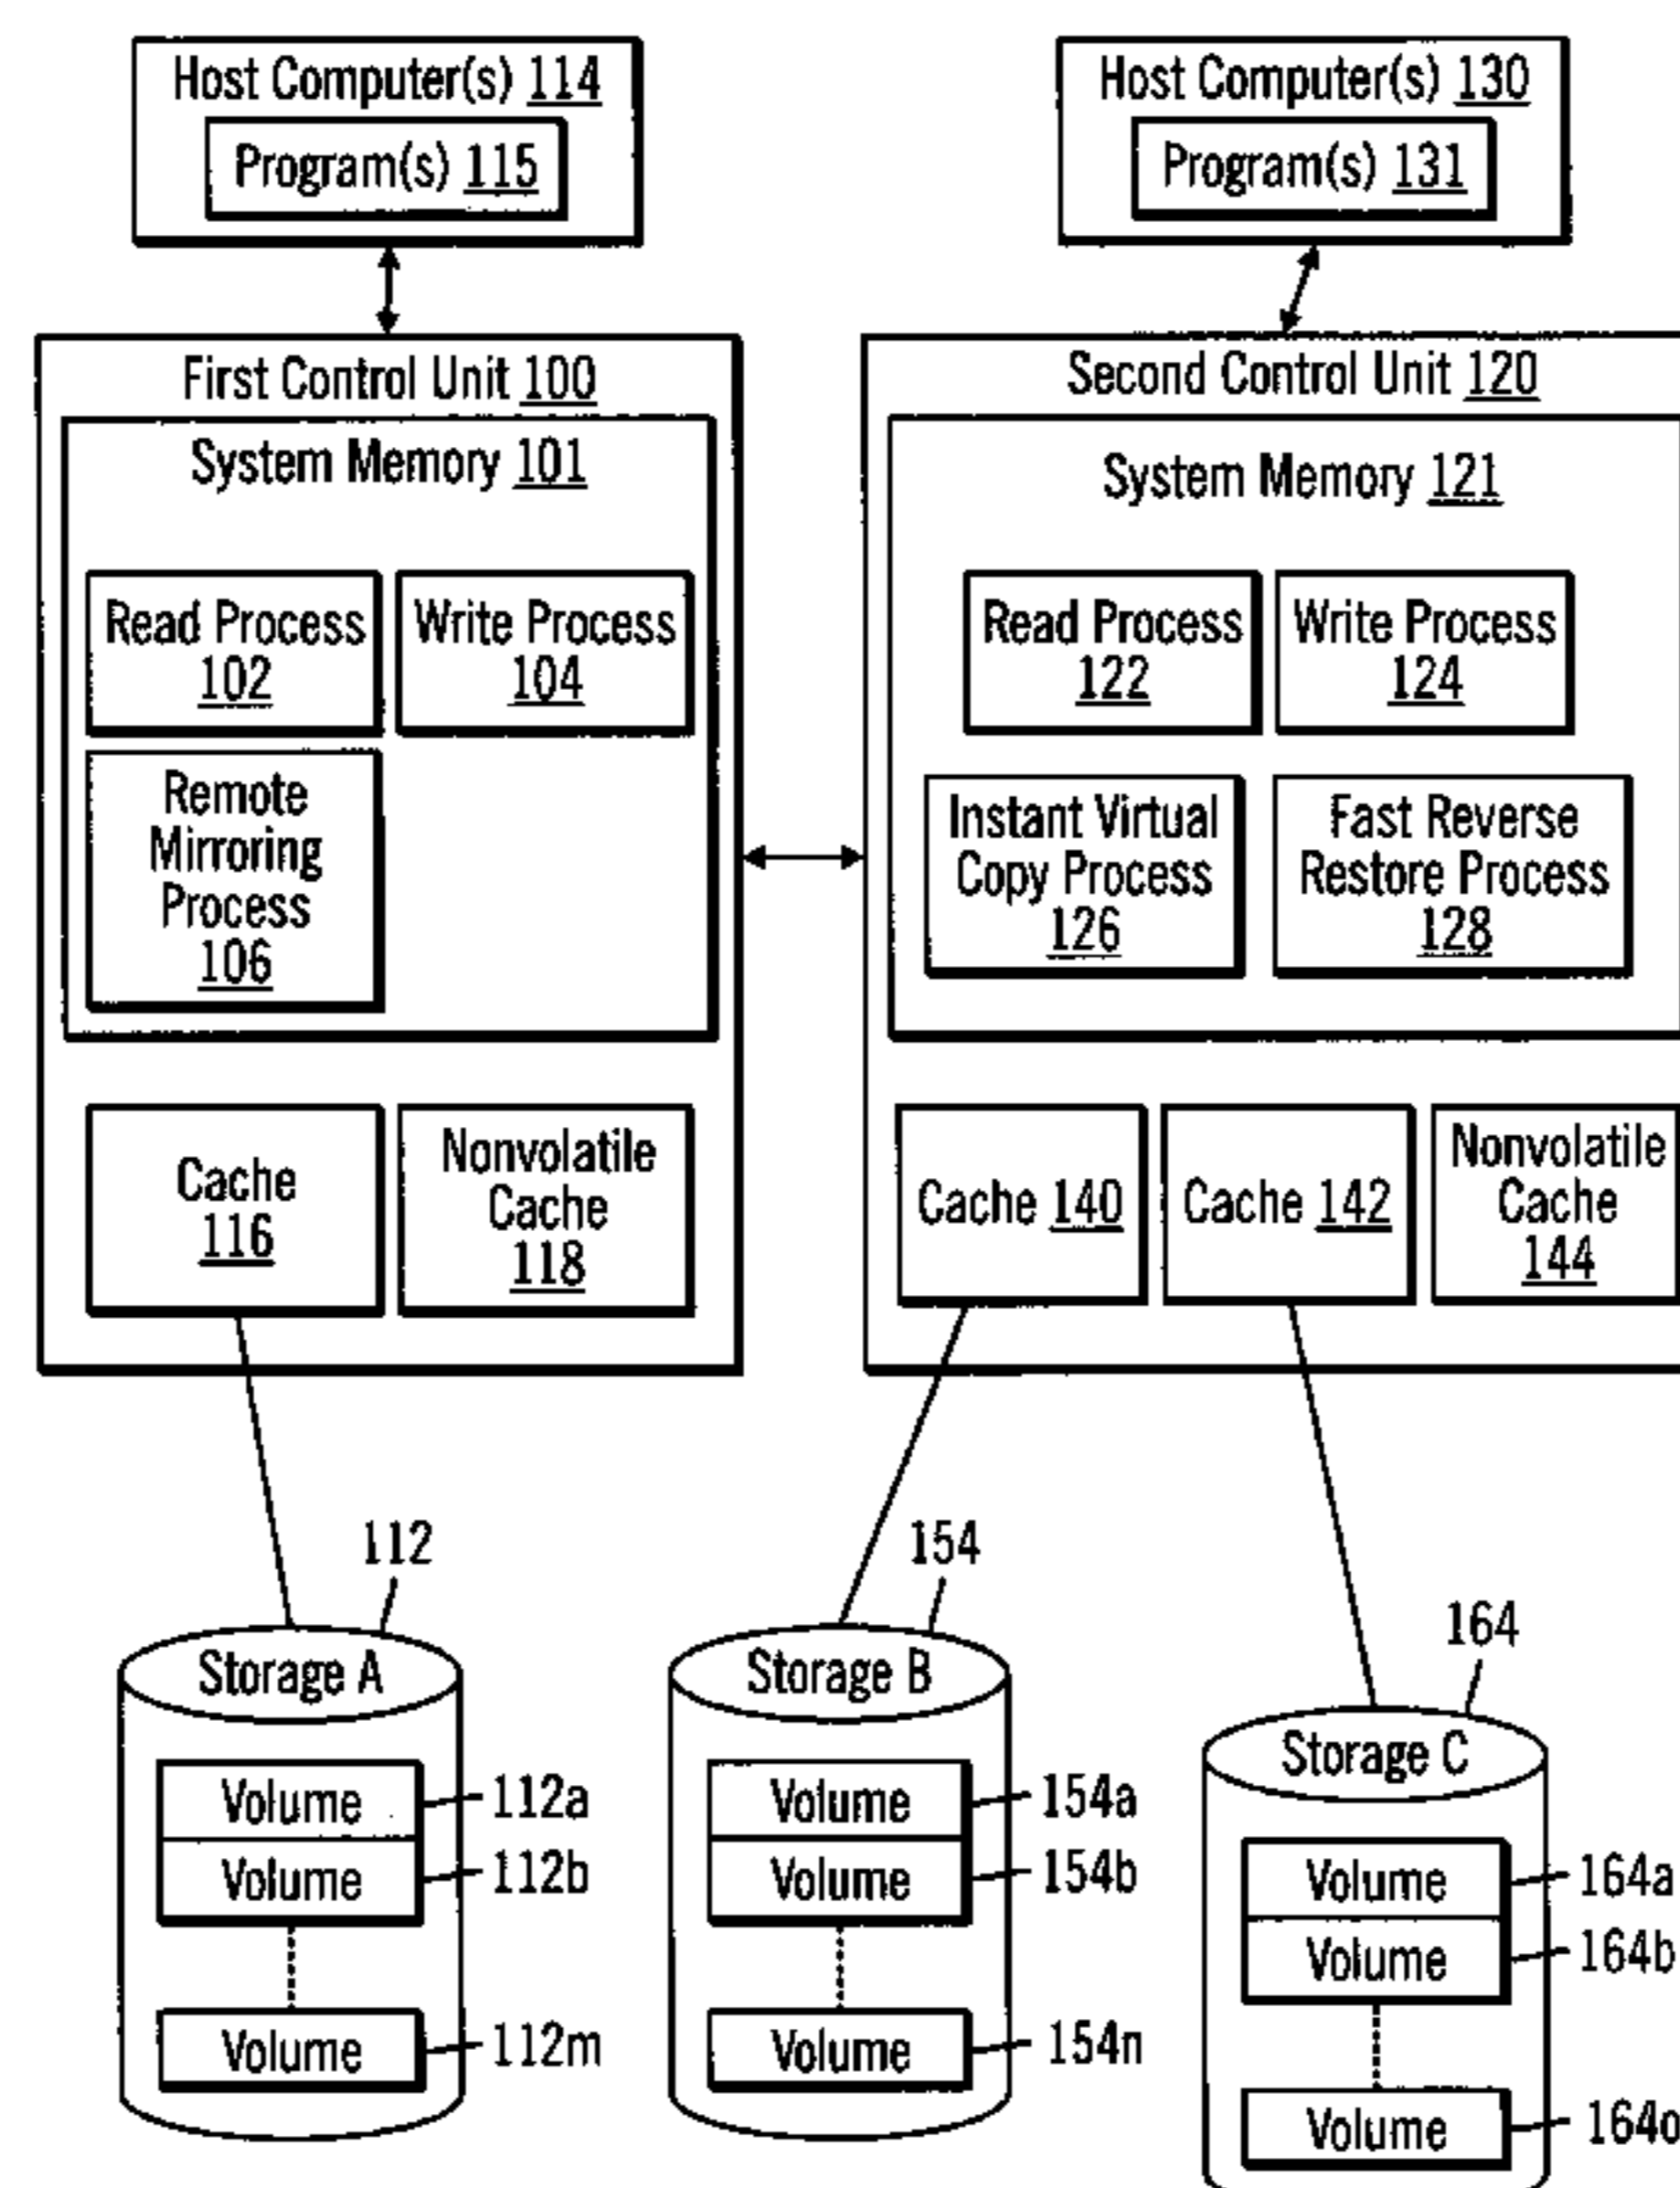 Host Computer(s) 114
Program(s) 115
Host Computer(s) 130
Program(s) 131
First Control Unit 100
System Memory 101
Read Process
102
Write Process
104
Remote
Mirroring
Process
106
Cache
116
Nonvolatile
Cache
118
Second Control Unit 120
System Memory 121
Read Process
122
Write Process
124
Instant Virtual
Copy Process
126
Fast Reverse
Restore Process
128
Cache 140
Cache 142
Nonvolatile
Cache
144
112
Storage A
Volume 112a
Volume 112b
Volume 112m
154
Storage B
Volume 154a
Volume 154b
Volume 154n
164
Storage C
Volume 164a
Volume 164b
Volume 164o